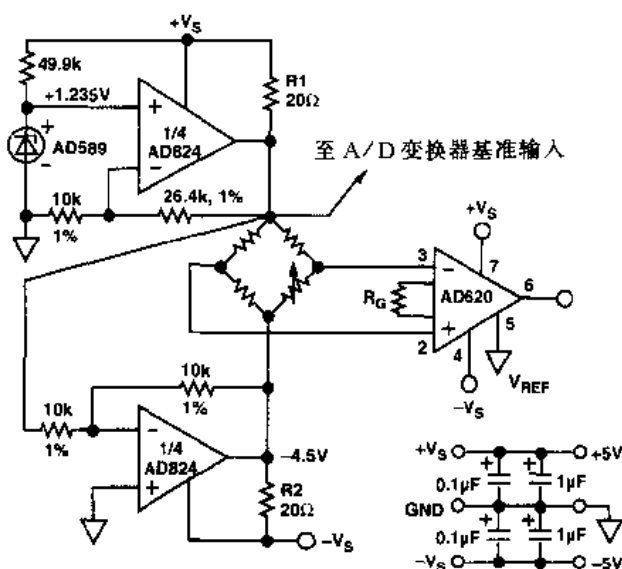 +VS
49.9k
R1
20Ω
+1.235V
+
1/4
AD824
−
+
AD589
−
至 A/D 变换器基准输入
10k
1%
26.4k, 1%
+VS
3
−
7
6
RG
AD620
+
5
2
4
VREF
−VS
10k
1%
10k
1%
−
1/4
AD824
+
−4.5V
R2
20Ω
−VS
+VS
+5V
+
+
0.1µF
1µF
GND
+
+
0.1µF
1µF
−VS
−5V